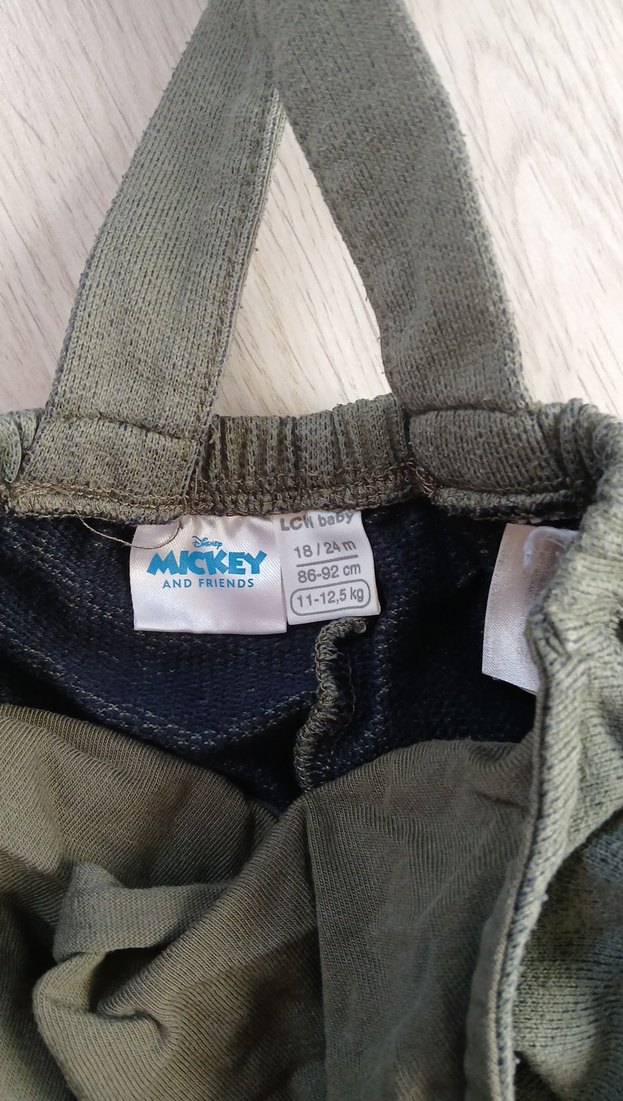 Disney
MICKEY
AND FRIENDS
LCW baby
18 / 24 m
86-92 cm
11-12,5 kg